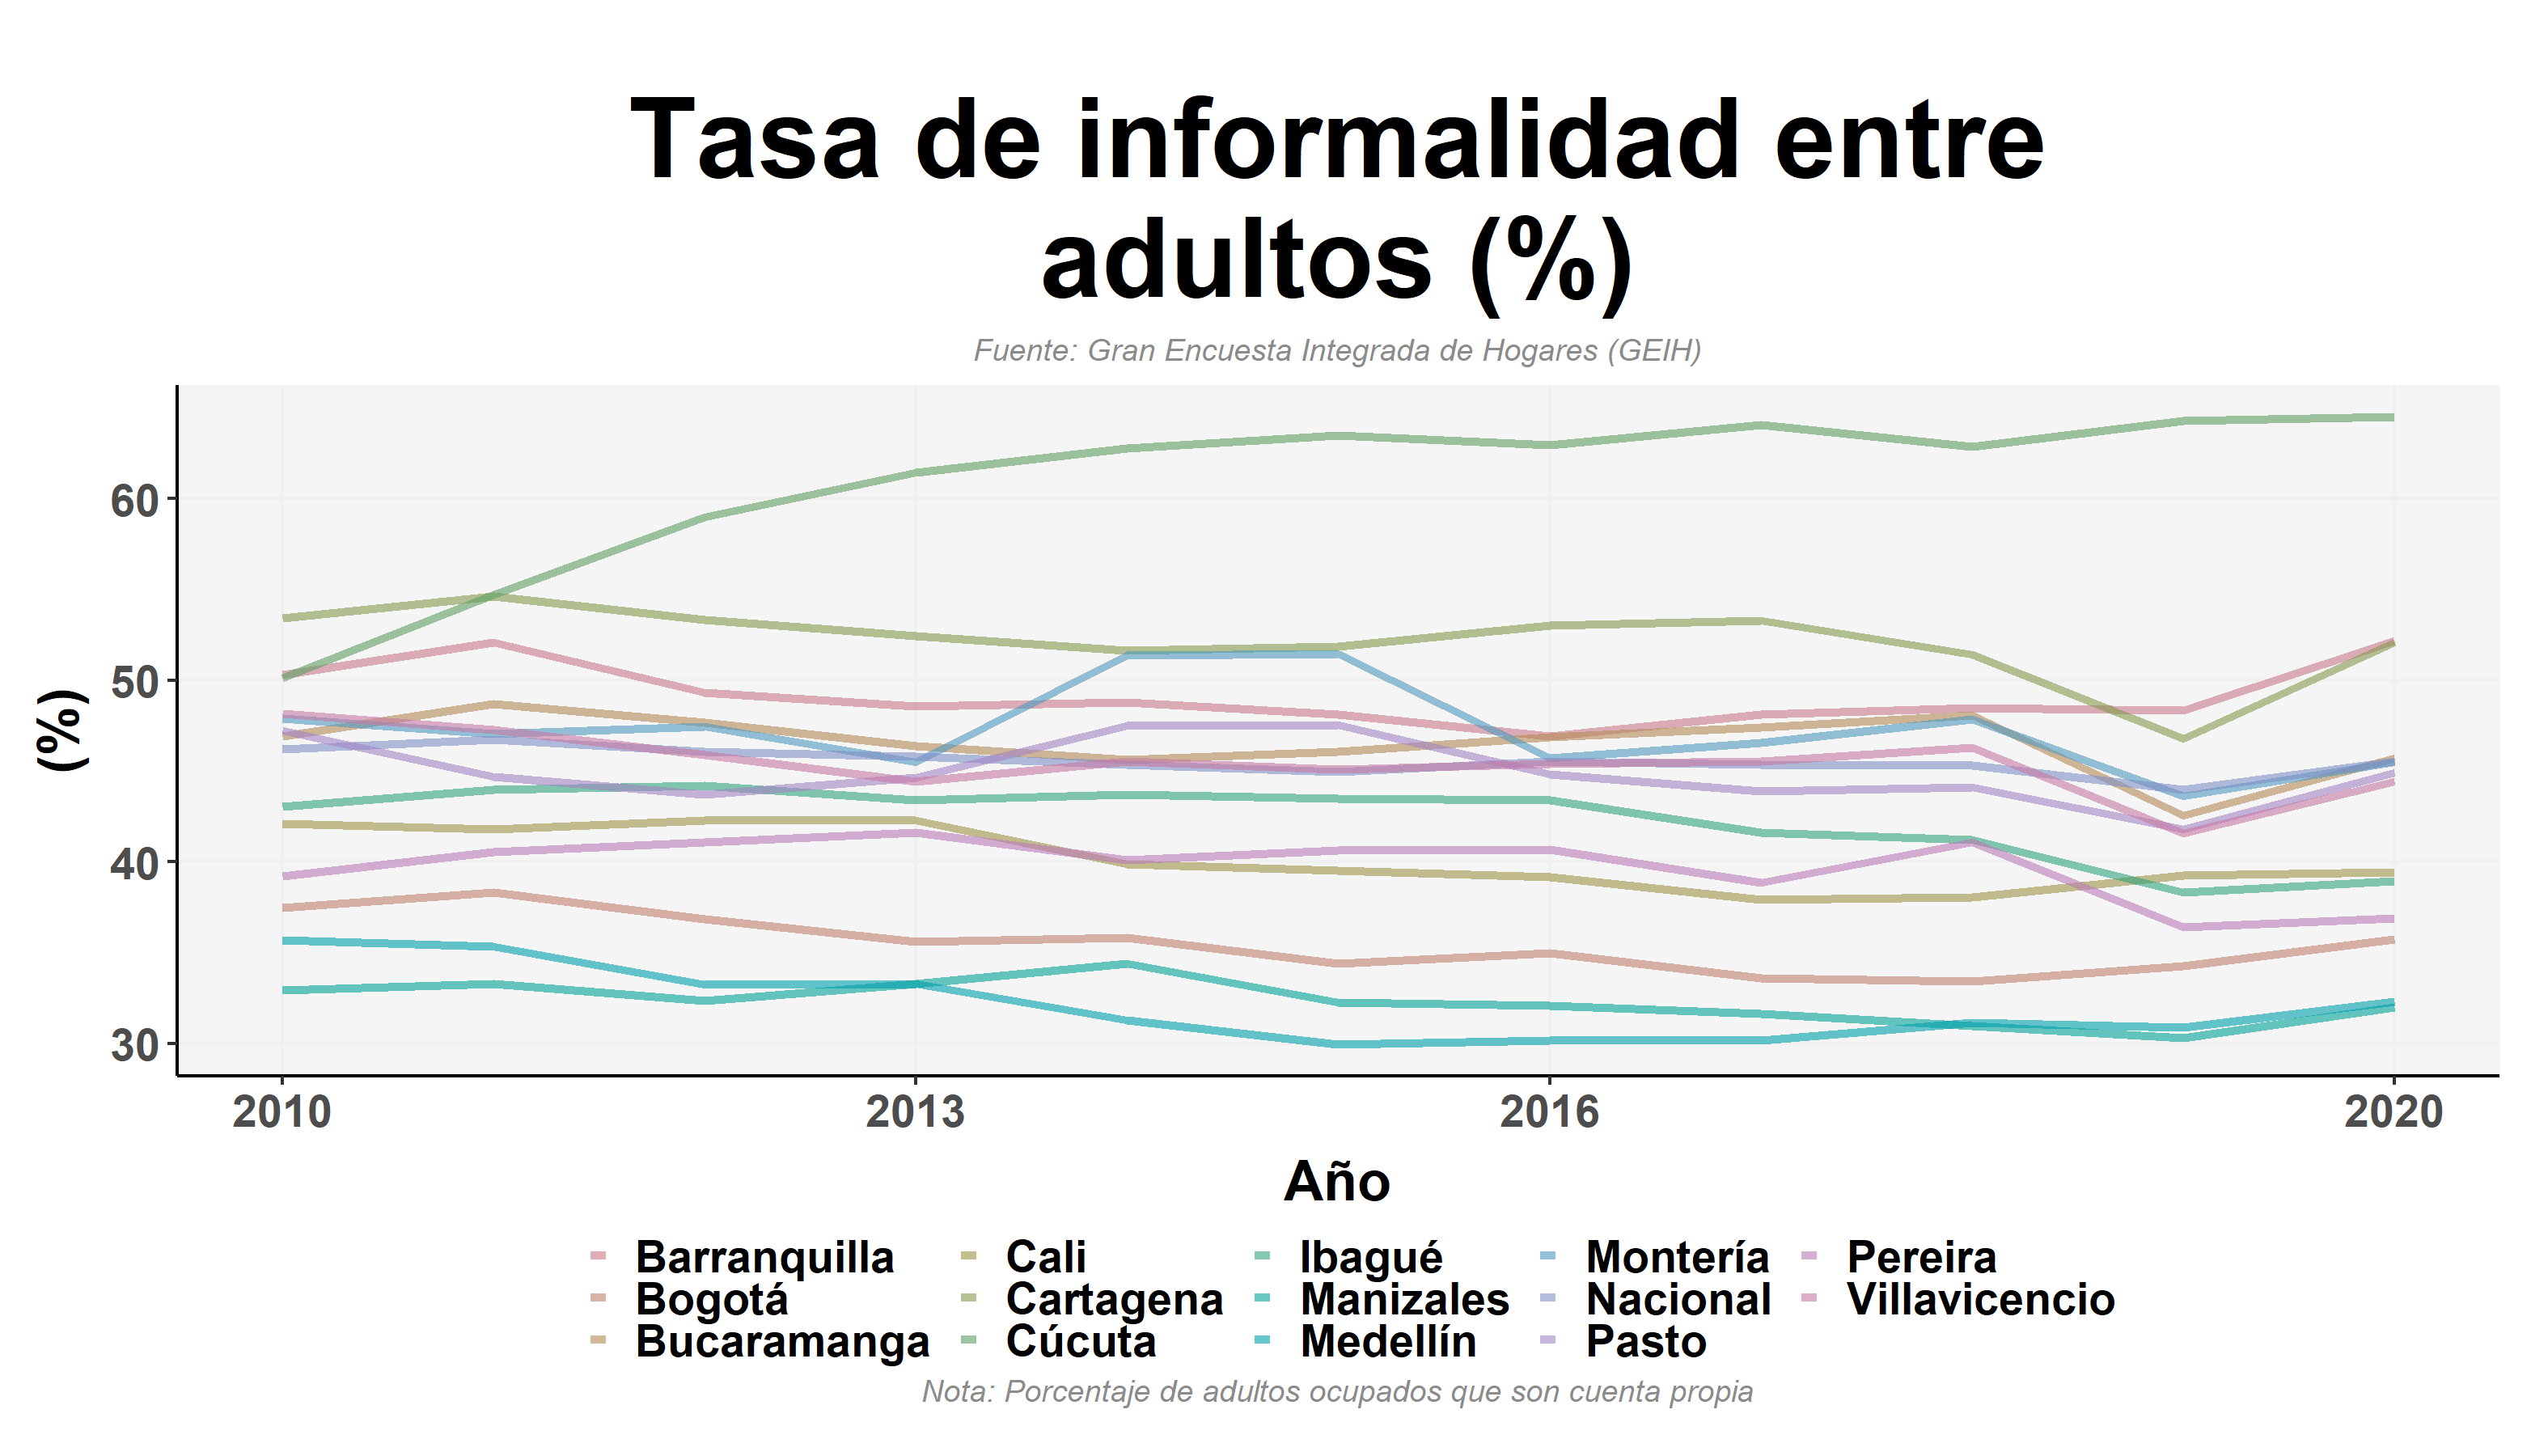 Tasa de informalidad entre
adultos (%)
Fuente: Gran Encuesta Integrada de Hogares (GEIH)
(%)
60
50
40
30
2010 2013 2016 2020
Año
Barranquilla Cali Ibagué Montería Pereira
Bogotá Cartagena Manizales Nacional Villavicencio
Bucaramanga Cúcuta Medellín Pasto
Nota: Porcentaje de adultos ocupados que son cuenta propia